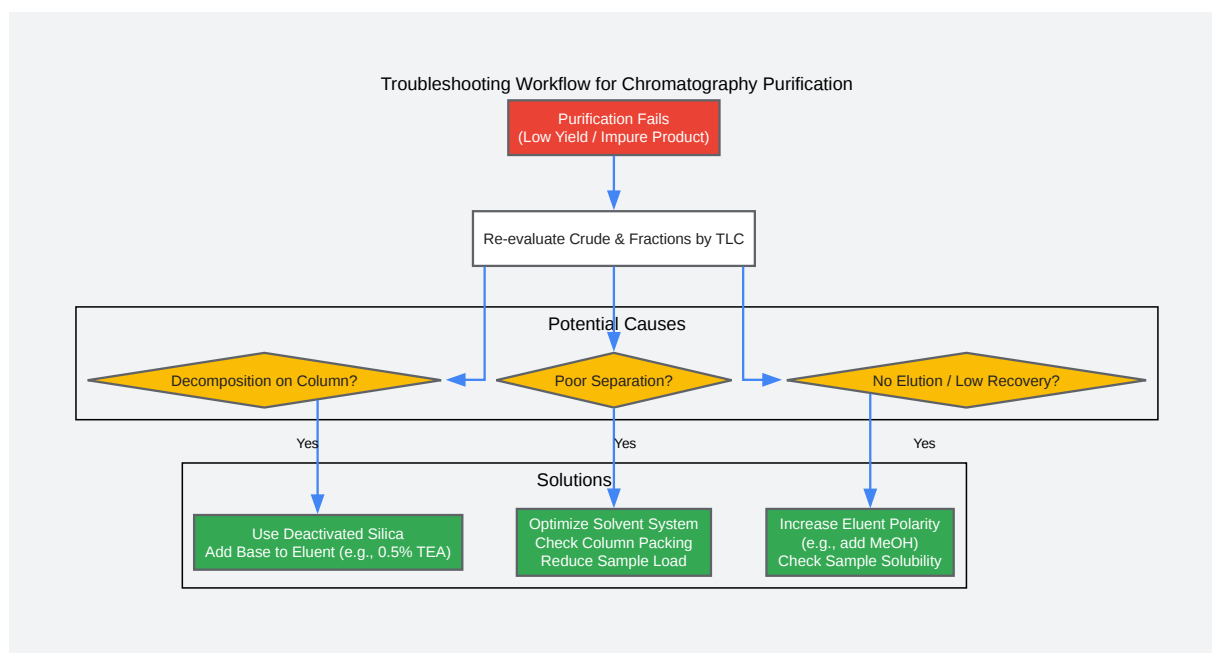 Troubleshooting Workflow for Chromatography Purification
Purification Fails
(Low Yield / Impure Product)
Re-evaluate Crude & Fractions by TLC
Potential Causes
Decomposition on Column?
Poor Separation?
No Elution / Low Recovery?
Yes
Yes
Yes
Solutions
Use Deactivated Silica
Add Base to Eluent (e.g., 0.5% TEA)
Optimize Solvent System
Check Column Packing
Reduce Sample Load
Increase Eluent Polarity
(e.g., add MeOH)
Check Sample Solubility